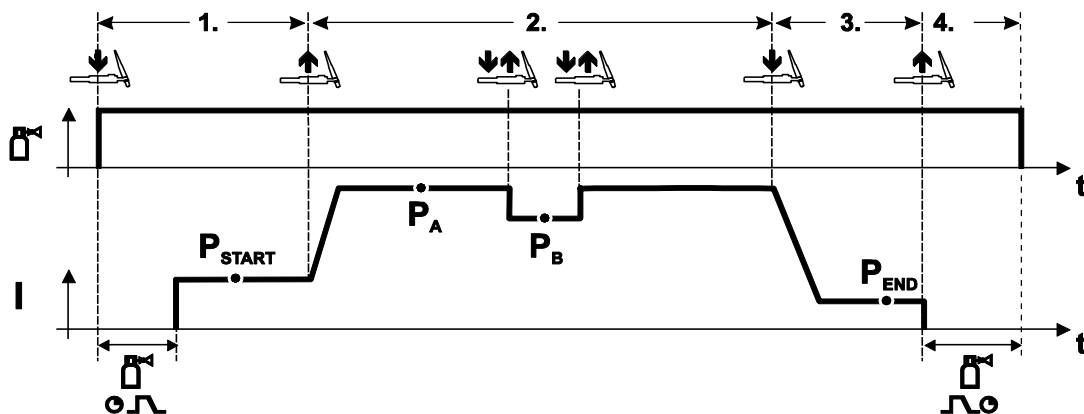 1. 2. 3. 4.
t
P_A
P_B
P_START
P_END
I
t